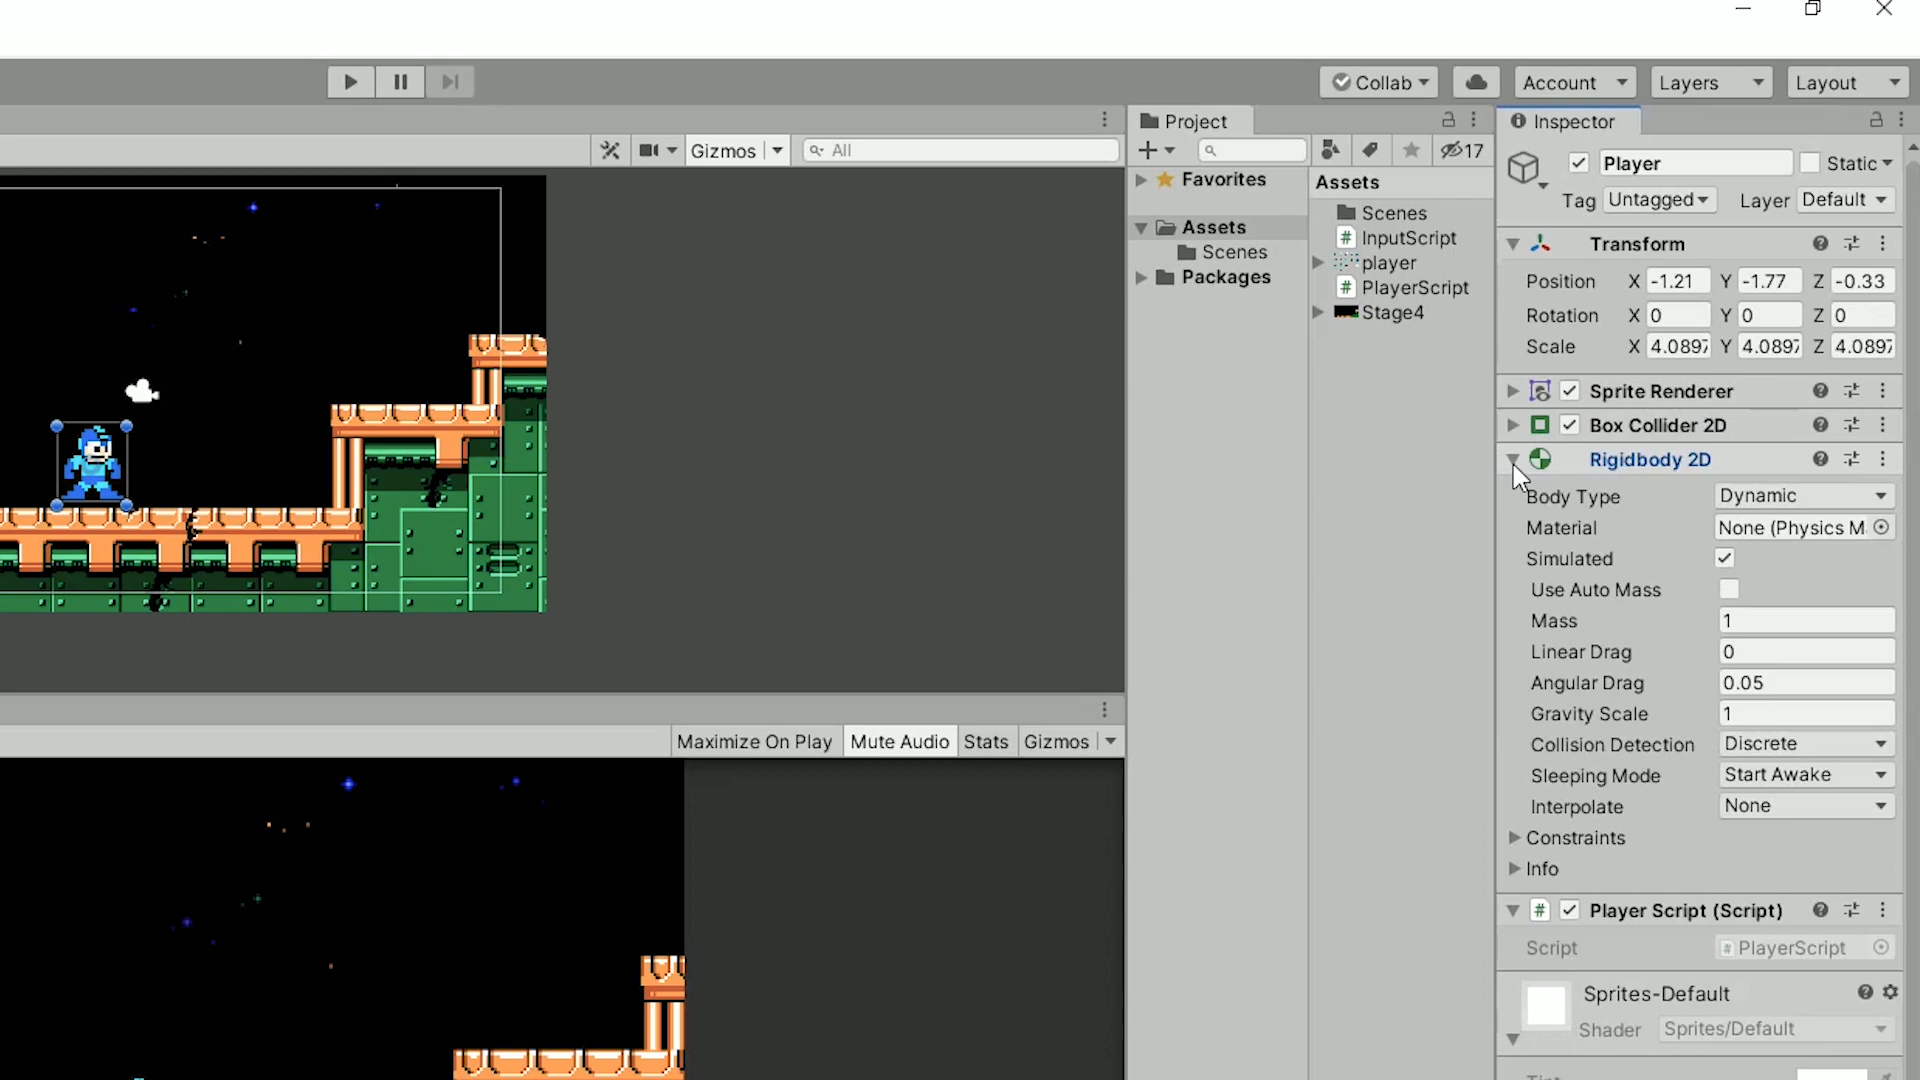 Collab
Account
Layers
Layout
Gizmos
All
Project
17
Favorites
Assets
Scenes
Packages
Assets
Scenes
InputScript
player
PlayerScript
Stage4
Inspector
Player
Static
Tag Untagged Layer Default
Transform
Position X -1.21 Y -1.77 Z -0.33
Rotation X 0 Y 0 Z 0
Scale X 4.0897 Y 4.0897 Z 4.0897
Sprite Renderer
Box Collider 2D
Rigidbody 2D
Body Type Dynamic
Material None (Physics M
Simulated
Use Auto Mass
Mass 1
Linear Drag 0
Angular Drag 0.05
Gravity Scale 1
Collision Detection Discrete
Sleeping Mode Start Awake
Interpolate None
Constraints
Info
# Player Script (Script)
Script # PlayerScript
Sprites-Default
Shader Sprites/Default
Maximize On Play Mute Audio Stats Gizmos